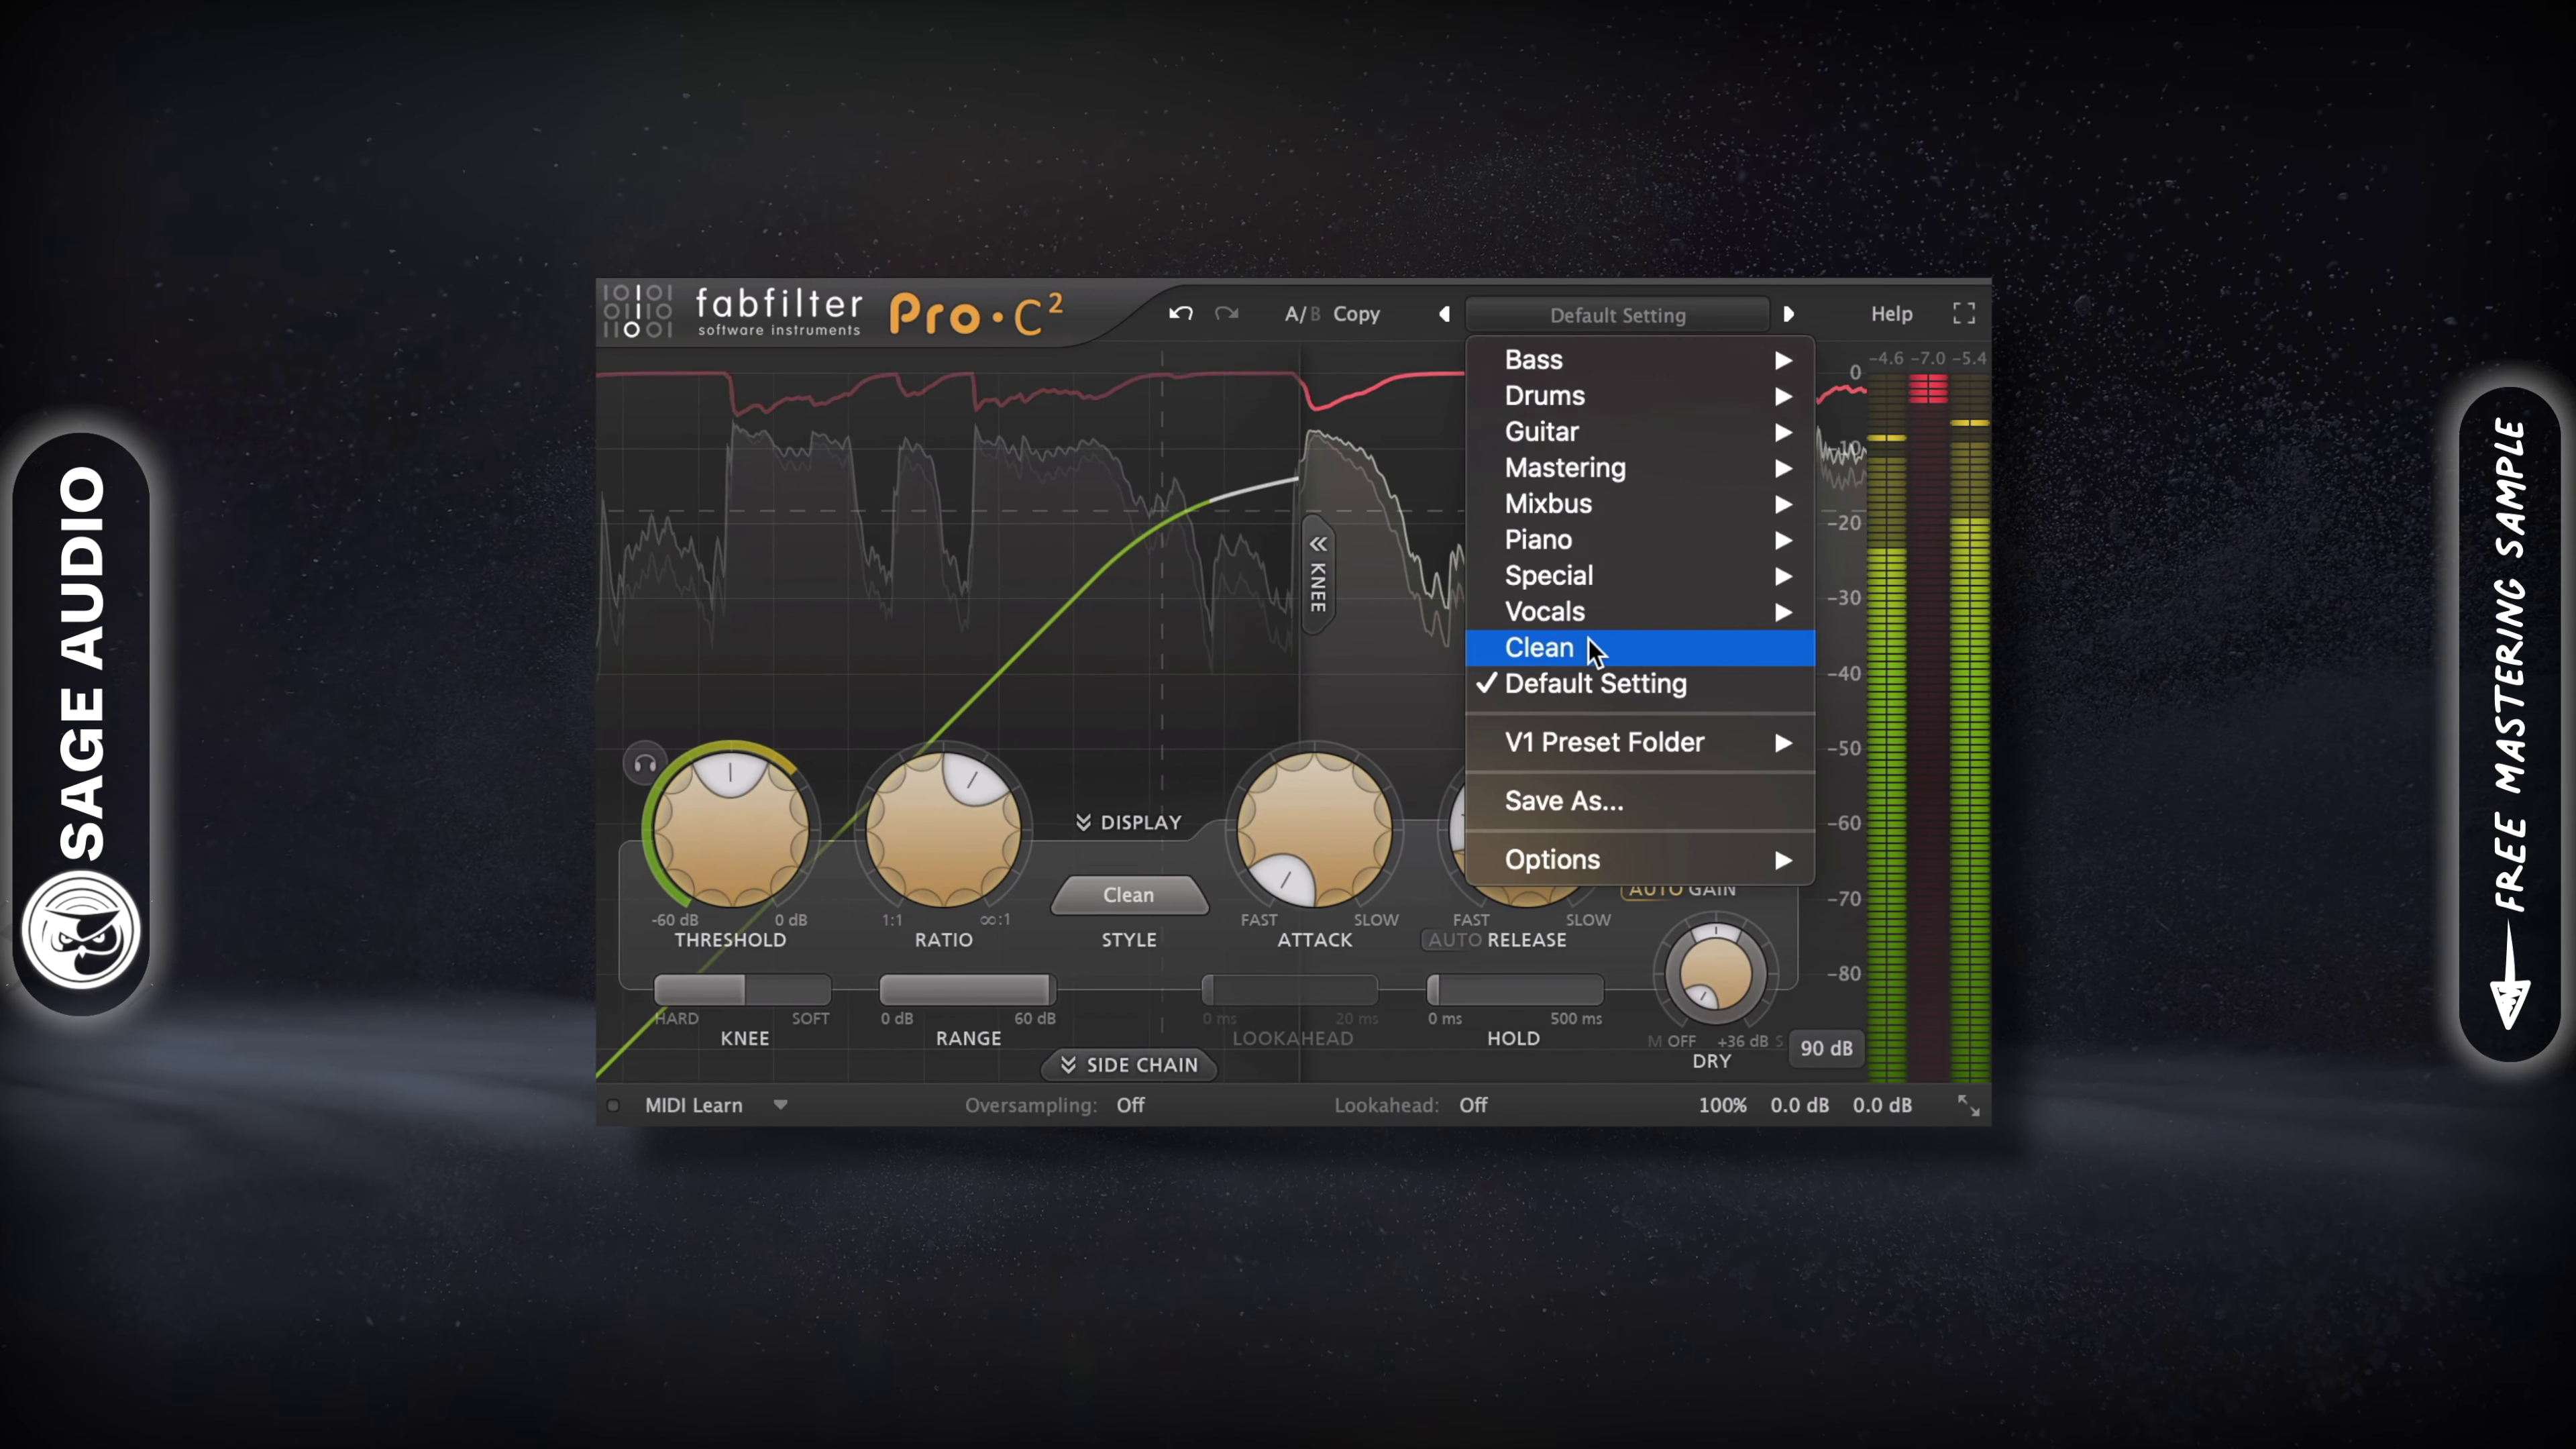 SAGE AUDIO
fabfilter
software instruments
Pro·C²
A/B Copy
Default Setting
Help
Bass
Drums
Guitar
Mastering
Mixbus
Piano
Special
Vocals
Clean
✓ Default Setting
V1 Preset Folder
Save As...
Options
-4.6 -7.0 -5.4
0
-10
-20
-30
-40
-50
-60
-70
-80
KNEE
DISPLAY
AUTO GAIN
Clean
-60 dB 0 dB
THRESHOLD
1:1 ∞:1
RATIO
STYLE
FAST SLOW
ATTACK
FAST SLOW
AUTO RELEASE
HARD SOFT
KNEE
0 dB 60 dB
RANGE
0 ms 20 ms
LOOKAHEAD
0 ms 500 ms
HOLD
M OFF +36 dB S
DRY
90 dB
SIDE CHAIN
MIDI Learn
Oversampling: Off
Lookahead: Off
100% 0.0 dB 0.0 dB
FREE MASTERING SAMPLE